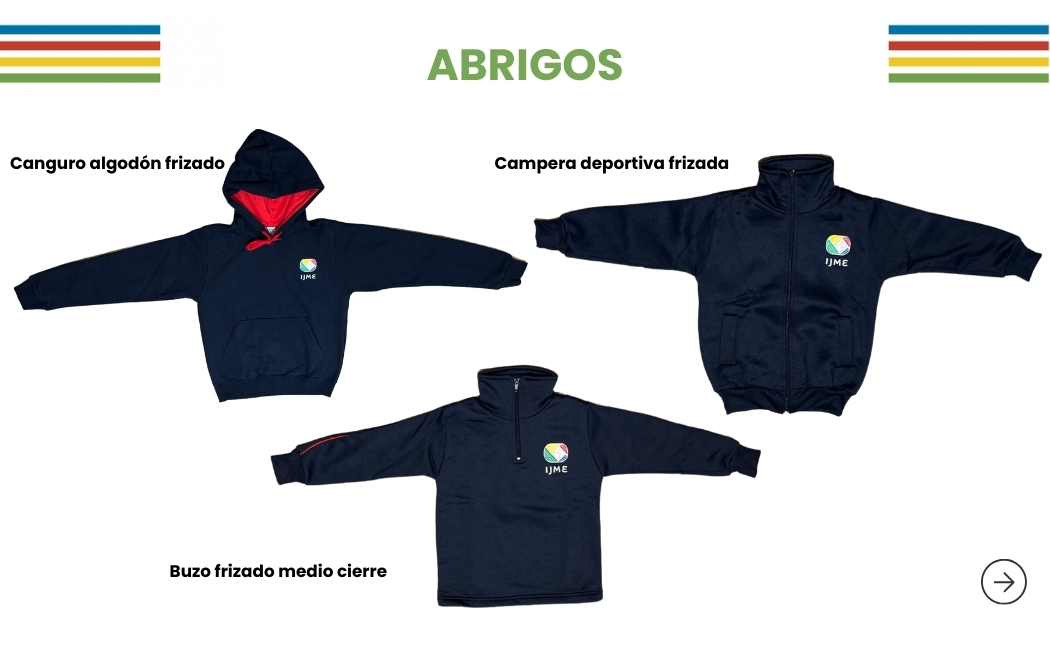 ABRIGOS
Canguro algodón frizado
Campera deportiva frizada
IJME
IJME
IJME
Buzo frizado medio cierre